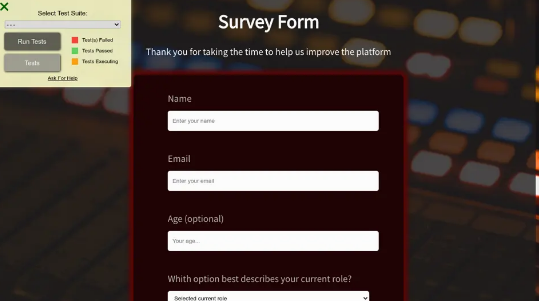 Select Test Suite:
- - -
Run Tests
Test(s) Failed
Tests Passed
Tests
Tests Executing
Ask For Help
Survey Form
Thank you for taking the time to help us improve the platform
Name
Enter your name
Email
Enter your email
Age (optional)
Your age...
Which option best describes your current role?
Selected current role